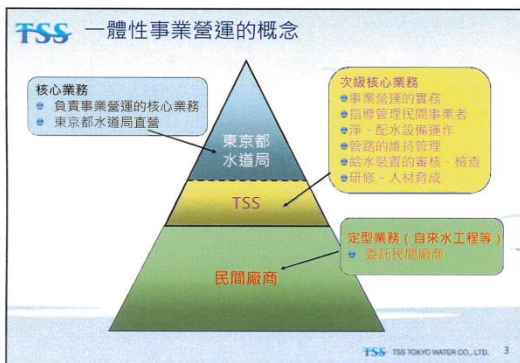 TSS 一體性事業營運的概念
核心業務
負責事業營運的核心業務
東京都水道局直營
次級核心業務
事業營運的實務
指導管理民間事業者
淨、配水設備運作
管路的維持管理
給水裝置的審核、檢查
研修、人材育成
東京都
水道局
TSS
民間廠商
定型業務（自來水工程等）
委託民間廠商
TSS TSS TOKYO WATER CO., LTD. 3